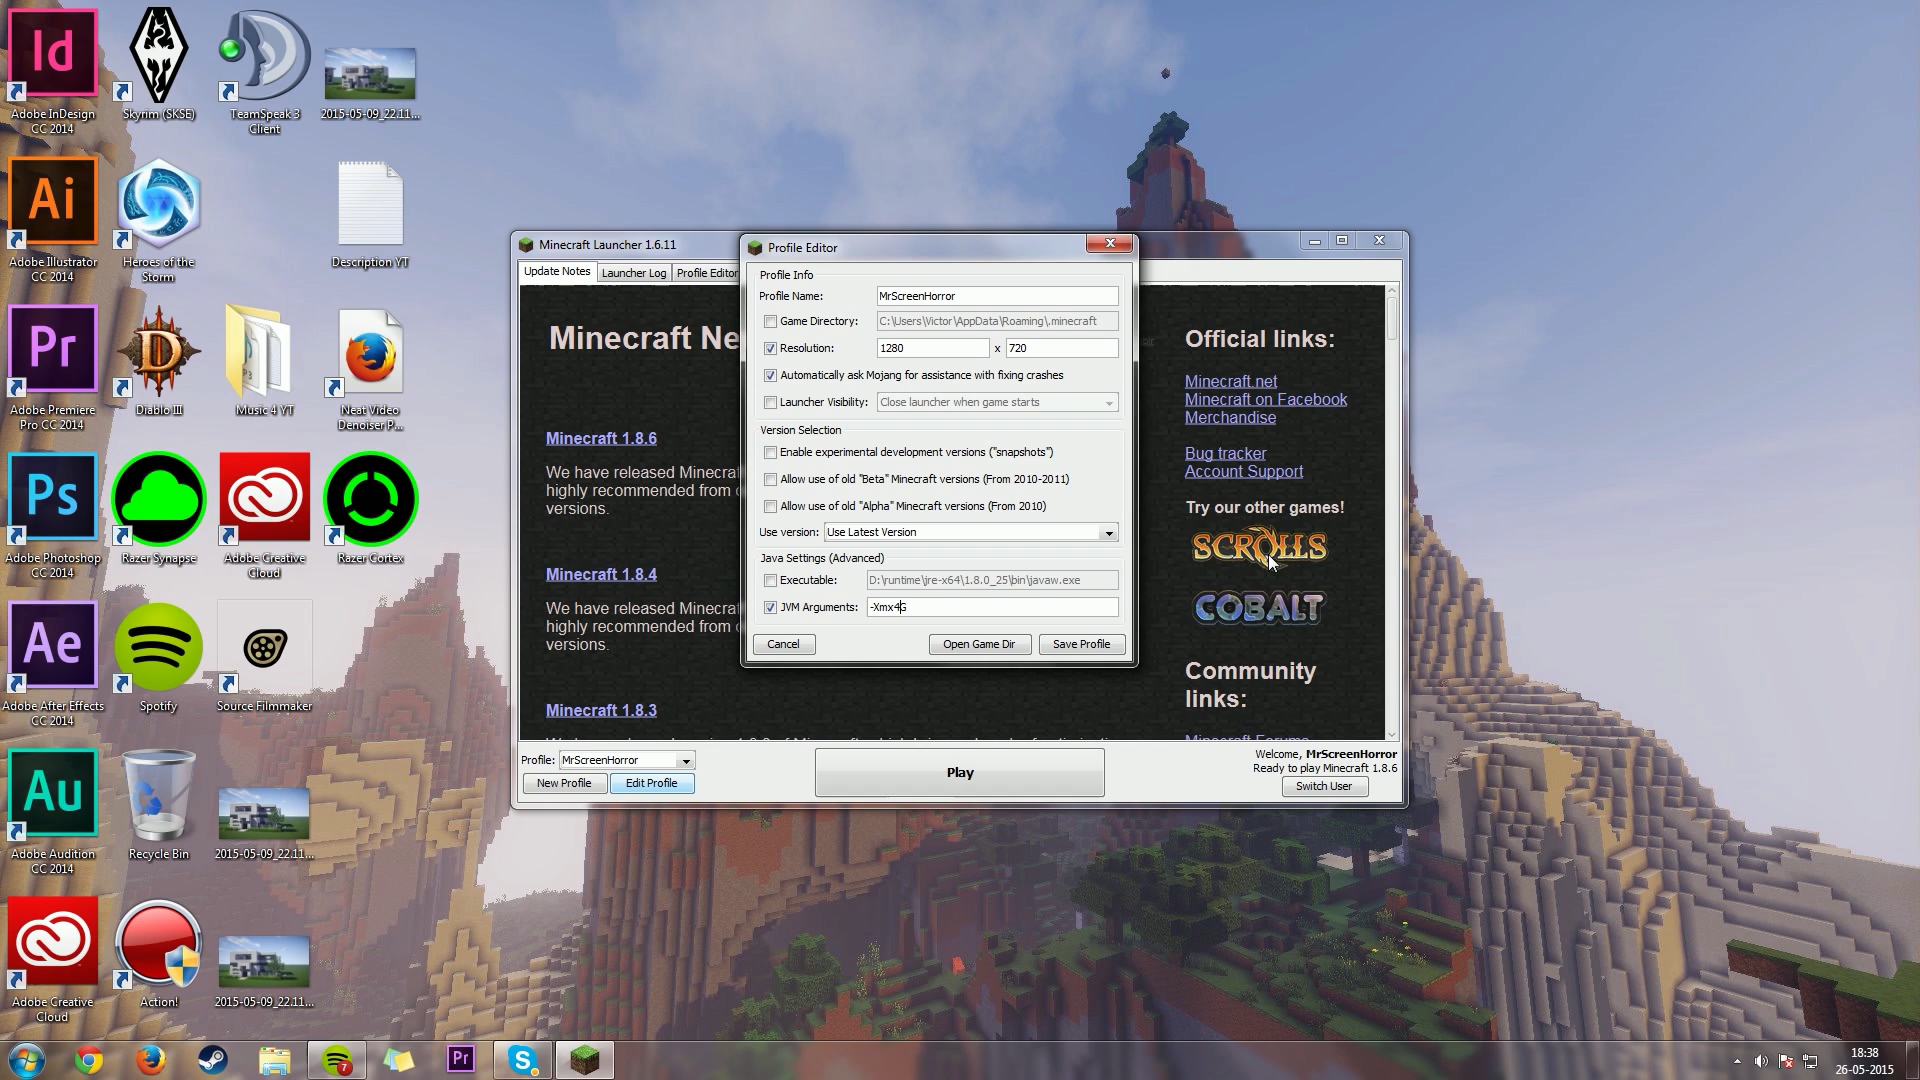 Id
Adobe InDesign
CC 2014
Skyrim (SKSE)
TeamSpeak 3
Client
2015-05-09_22.11...
Ai
Adobe Illustrator
CC 2014
Heroes of the
Storm
Description YT
Pr
Adobe Premiere
Pro CC 2014
Diablo III
Music 4 YT
Neat Video
Denoiser P...
Ps
Adobe Photoshop
CC 2014
Razer Synapse
Adobe Creative
Cloud
Razer Cortex
Ae
Adobe After Effects
CC 2014
Spotify
Source Filmmaker
Au
Adobe Audition
CC 2014
Recycle Bin
2015-05-09_22.11...
Adobe Creative
Cloud
Action!
2015-05-09_22.11...
Minecraft Launcher 1.6.11
Update Notes
Launcher Log
Profile Editor
Minecraft Ne
Minecraft 1.8.6
We have released Minecra
highly recommended from
versions.
Minecraft 1.8.4
We have released Minecra
highly recommended from
versions.
Minecraft 1.8.3
Profile Editor
Profile Info
Profile Name: MrScreenHorror
Game Directory: C:\Users\Victor\AppData\Roaming\.minecraft
Resolution: 1280 x 720
Automatically ask Mojang for assistance with fixing crashes
Launcher Visibility: Close launcher when game starts
Version Selection
Enable experimental development versions ("snapshots")
Allow use of old "Beta" Minecraft versions (From 2010-2011)
Allow use of old "Alpha" Minecraft versions (From 2010)
Use version: Use Latest Version
Java Settings (Advanced)
Executable: D:\runtime\jre-x64\1.8.0_25\bin\javaw.exe
JVM Arguments: -Xmx4G
Cancel
Open Game Dir
Save Profile
Official links:
Minecraft.net
Minecraft on Facebook
Merchandise
Bug tracker
Account Support
Try our other games!
SCROLLS
COBALT
Community
links:
Minecraft Forums
Profile: MrScreenHorror
New Profile
Edit Profile
Play
Welcome, MrScreenHorror
Ready to play Minecraft 1.8.6
Switch User
7
Pr
S
18:38
26-05-2015